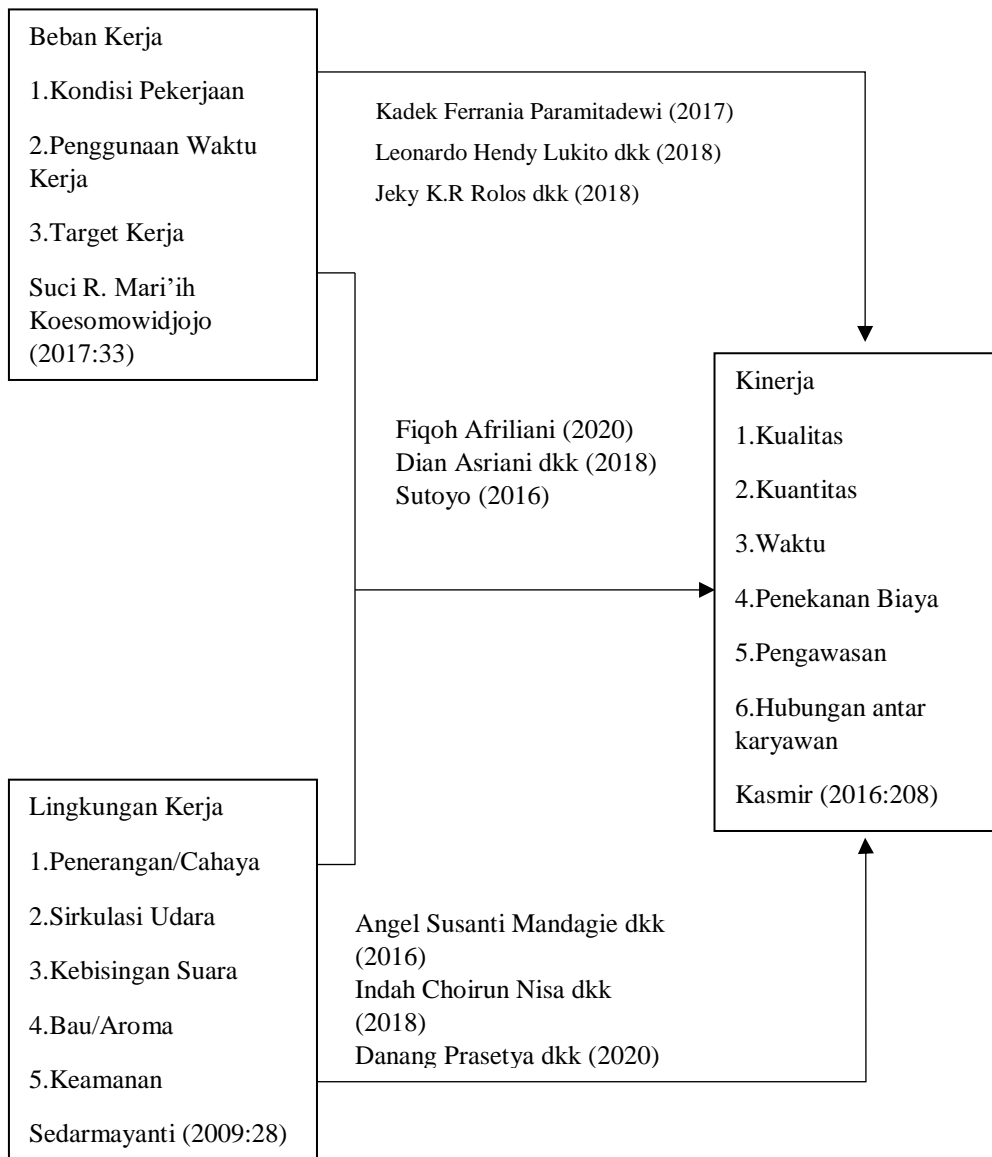 Beban Kerja
1.Kondisi Pekerjaan
2.Penggunaan Waktu
Kerja
3.Target Kerja
Suci R. Mari’ih
Koesomowidjojo
(2017:33)
Kadek Ferrania Paramitadewi (2017)
Leonardo Hendy Lukito dkk (2018)
Jeky K.R Rolos dkk (2018)
Fiqoh Afriliani (2020)
Dian Asriani dkk (2018)
Sutoyo (2016)
Kinerja
1.Kualitas
2.Kuantitas
3.Waktu
4.Penekanan Biaya
5.Pengawasan
6.Hubungan antar
karyawan
Kasmir (2016:208)
Lingkungan Kerja
1.Penerangan/Cahaya
2.Sirkulasi Udara
3.Kebisingan Suara
4.Bau/Aroma
5.Keamanan
Sedarmayanti (2009:28)
Angel Susanti Mandagie dkk
(2016)
Indah Choirun Nisa dkk
(2018)
Danang Prasetya dkk (2020)